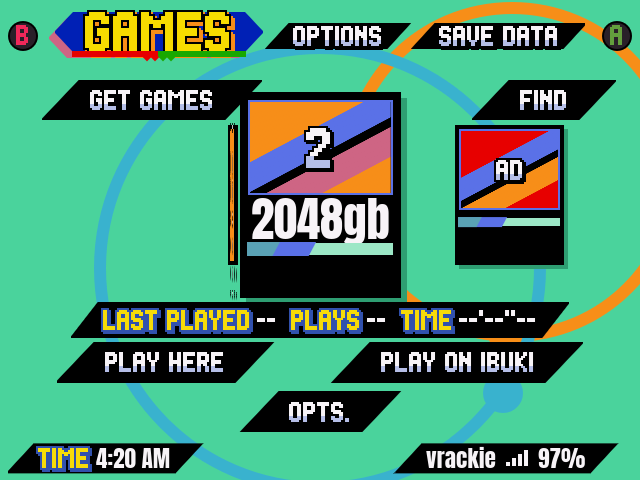 B GAMES OPTIONS SAVE DATA A
GET GAMES FIND
2
AD
2048gb
LAST PLAYED -- PLAYS -- TIME --'--"--
PLAY HERE PLAY ON IBUKI
OPTS.
TIME 4:20 AM vrackie 97%